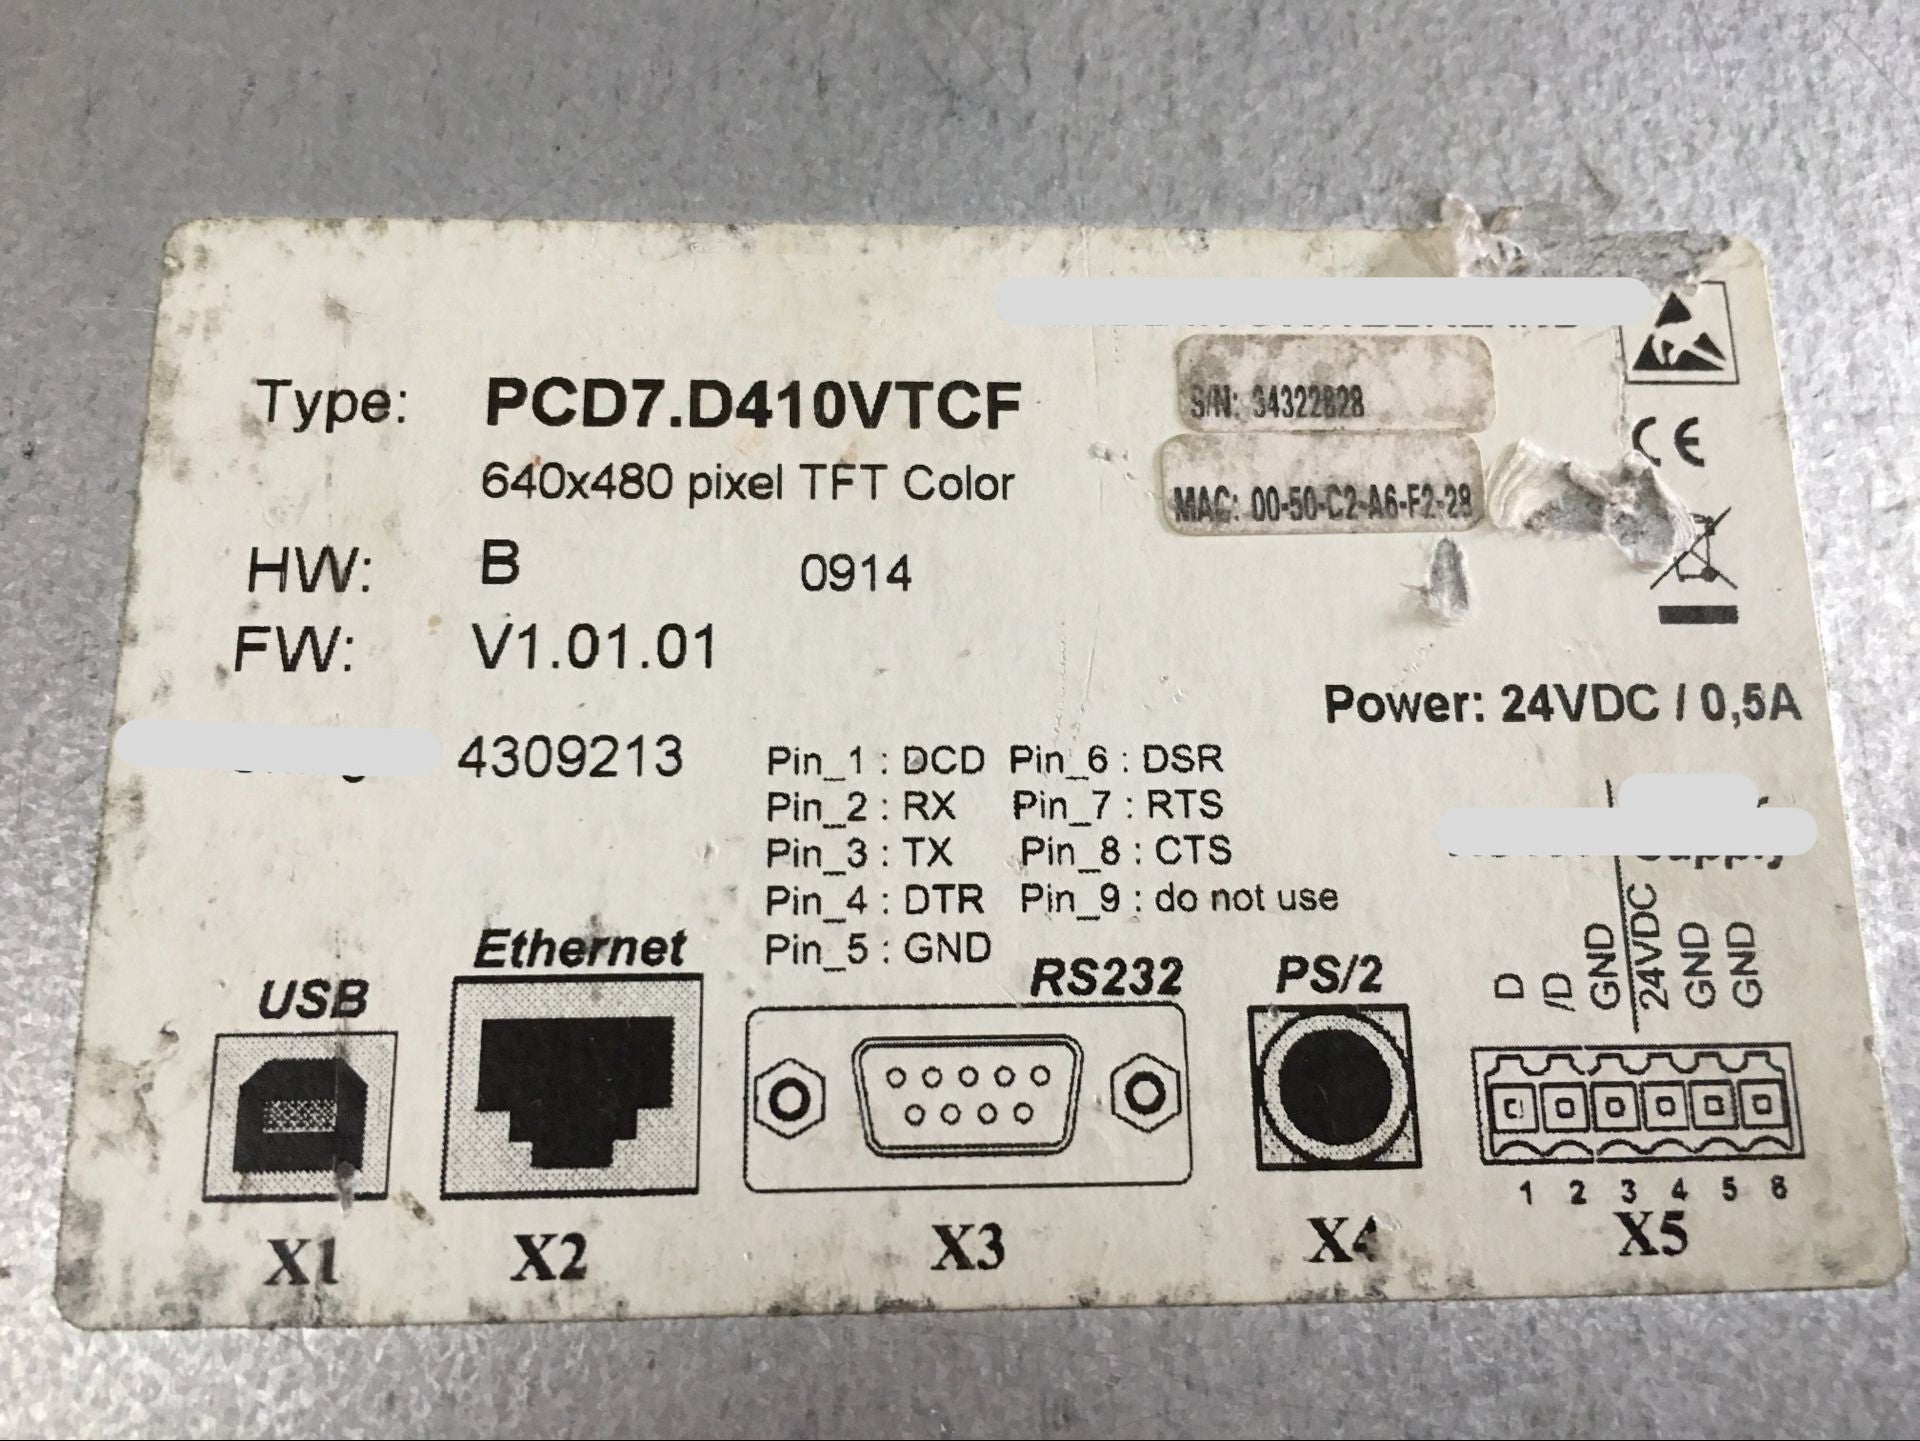 Type: PCD7.D410VTCF
640x480 pixel TFT Color
S/N: 34322828
MAC: 00-50-C2-A6-F2-28
CE
HW: B 0914
FW: V1.01.01
Power: 24VDC / 0,5A
4309213
Pin_1 : DCD Pin_6 : DSR
Pin_2 : RX Pin_7 : RTS
Pin_3 : TX Pin_8 : CTS
Pin_4 : DTR Pin_9 : do not use
Pin_5 : GND
Supply
D /D GND 24VDC GND GND
USB Ethernet RS232 PS/2
1 2 3 4 5 6
X1 X2 X3 X4 X5